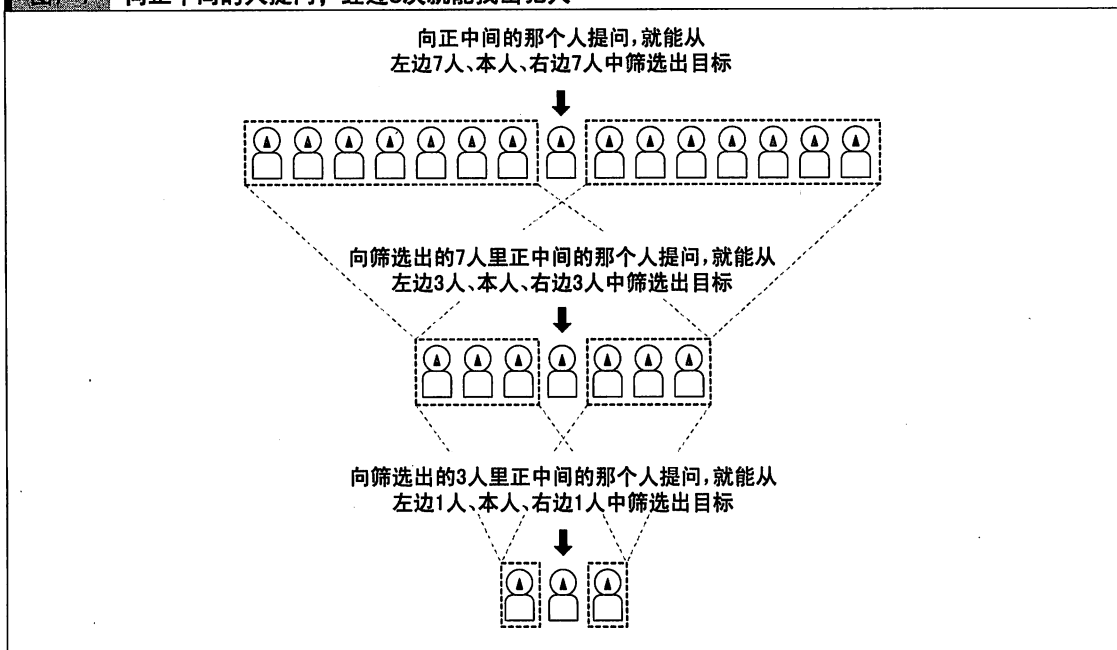 向正中间的那个人提问,就能从
左边7人、本人、右边7人中筛选出目标
向筛选出的7人里正中间的那个人提问,就能从
左边3人、本人、右边3人中筛选出目标
向筛选出的3人里正中间的那个人提问,就能从
左边1人、本人、右边1人中筛选出目标